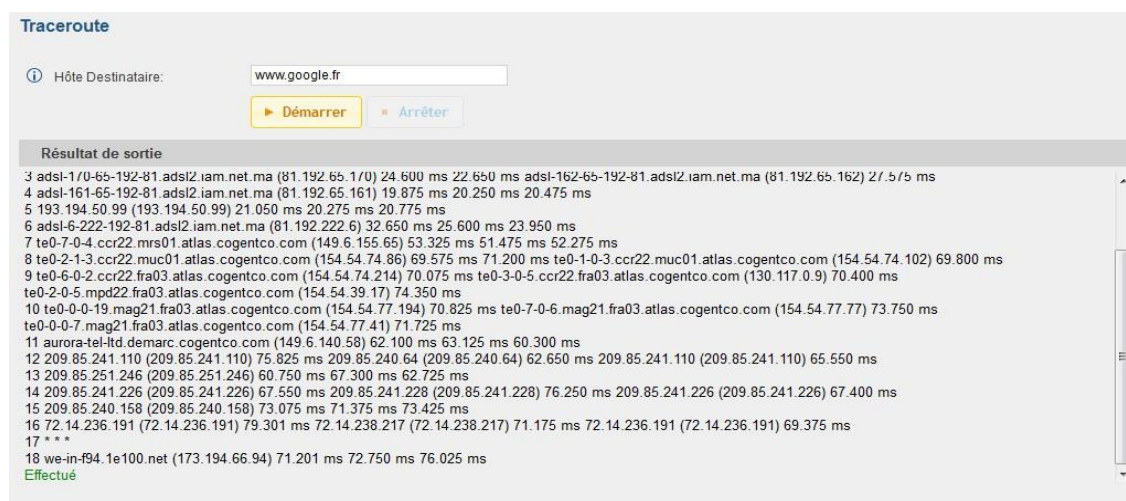 Traceroute
Hôte Destinataire:
www.google.fr
Démarrer
Arrêter
Résultat de sortie
3 adsl-170-65-192-81.adsl2.iam.net.ma (81.192.65.170) 24.600 ms 22.650 ms adsl-162-65-192-81.adsl2.iam.net.ma (81.192.65.162) 27.575 ms
4 adsl-161-65-192-81.adsl2.iam.net.ma (81.192.65.161) 19.875 ms 20.250 ms 20.475 ms
5 193.194.50.99 (193.194.50.99) 21.050 ms 20.275 ms 20.775 ms
6 adsl-6-222-192-81.adsl2.iam.net.ma (81.192.222.6) 32.650 ms 25.600 ms 23.950 ms
7 te0-7-0-4.ccr22.mrs01.atlas.cogentco.com (149.6.155.65) 53.325 ms 51.475 ms 52.275 ms
8 te0-2-1-3.ccr22.muc01.atlas.cogentco.com (154.54.74.86) 69.575 ms 71.200 ms te0-1-0-3.ccr22.muc01.atlas.cogentco.com (154.54.74.102) 69.800 ms
9 te0-6-0-2.ccr22.fra03.atlas.cogentco.com (154.54.74.214) 70.075 ms te0-3-0-5.ccr22.fra03.atlas.cogentco.com (130.117.0.9) 70.400 ms
te0-2-0-5.mpd22.fra03.atlas.cogentco.com (154.54.39.17) 74.350 ms
10 te0-0-0-19.mag21.fra03.atlas.cogentco.com (154.54.77.194) 70.825 ms te0-7-0-6.mag21.fra03.atlas.cogentco.com (154.54.77.77) 73.750 ms
te0-0-0-7.mag21.fra03.atlas.cogentco.com (154.54.77.41) 71.725 ms
11 aurora-tel-ltd.demarc.cogentco.com (149.6.140.58) 62.100 ms 63.125 ms 60.300 ms
12 209.85.241.110 (209.85.241.110) 75.825 ms 209.85.240.64 (209.85.240.64) 62.650 ms 209.85.241.110 (209.85.241.110) 65.550 ms
13 209.85.251.246 (209.85.251.246) 60.750 ms 67.300 ms 62.725 ms
14 209.85.241.226 (209.85.241.226) 67.550 ms 209.85.241.228 (209.85.241.228) 76.250 ms 209.85.241.226 (209.85.241.226) 67.400 ms
15 209.85.240.158 (209.85.240.158) 73.075 ms 71.375 ms 73.425 ms
16 72.14.236.191 (72.14.236.191) 79.301 ms 72.14.238.217 (72.14.238.217) 71.175 ms 72.14.236.191 (72.14.236.191) 69.375 ms
17 * * *
18 we-in-f94.1e100.net (173.194.66.94) 71.201 ms 72.750 ms 76.025 ms
Effectué